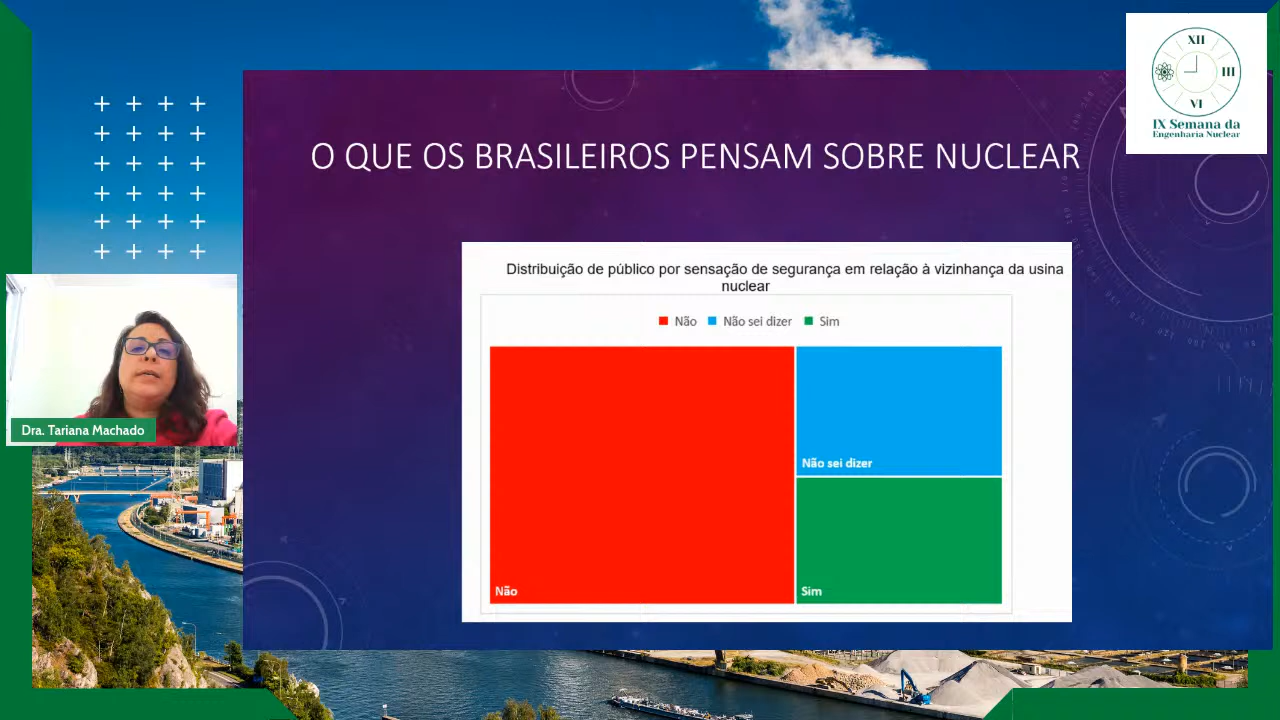 XII
III
VI
IX Semana da
Engenharia Nuclear
O QUE OS BRASILEIROS PENSAM SOBRE NUCLEAR
Distribuição de público por sensação de segurança em relação à vizinhança da usina
nuclear
Não Não sei dizer Sim
Não sei dizer
Não
Sim
Dra. Tariana Machado